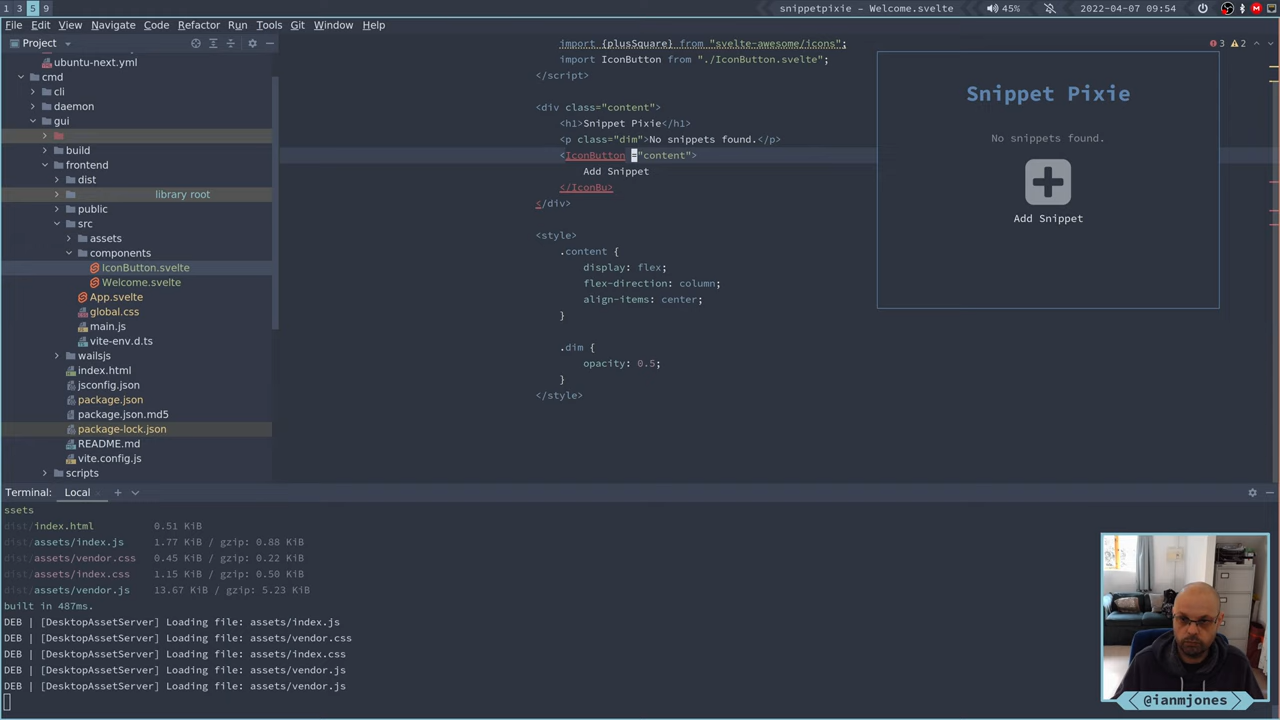 1 3 5 9
snippetpixie – Welcome.svelte
45%
2022-04-07 09:54
File Edit View Navigate Code Refactor Run Tools Git Window Help
Project
ubuntu-next.yml
cmd
cli
daemon
gui
build
frontend
dist
library root
public
src
assets
components
IconButton.svelte
Welcome.svelte
App.svelte
global.css
main.js
vite-env.d.ts
wailsjs
index.html
jsconfig.json
package.json
package.json.md5
package-lock.json
README.md
vite.config.js
scripts
import {plusSquare} from "svelte-awesome/icons";
import IconButton from "./IconButton.svelte";
</script>
<div class="content">
<h1>Snippet Pixie</h1>
<p class="dim">No snippets found.</p>
<IconButton ="content">
Add Snippet
</IconBu>
</div>
<style>
.content {
display: flex;
flex-direction: column;
align-items: center;
}
.dim {
opacity: 0.5;
}
</style>
3 2
Snippet Pixie
No snippets found.
Add Snippet
Terminal: Local
ssets
dist/index.html 0.51 KiB
dist/assets/index.js 1.77 KiB / gzip: 0.88 KiB
dist/assets/vendor.css 0.45 KiB / gzip: 0.22 KiB
dist/assets/index.css 1.15 KiB / gzip: 0.50 KiB
dist/assets/vendor.js 13.67 KiB / gzip: 5.23 KiB
built in 487ms.
DEB | [DesktopAssetServer] Loading file: assets/index.js
DEB | [DesktopAssetServer] Loading file: assets/vendor.css
DEB | [DesktopAssetServer] Loading file: assets/index.css
DEB | [DesktopAssetServer] Loading file: assets/vendor.js
DEB | [DesktopAssetServer] Loading file: assets/vendor.js
@ianmjones